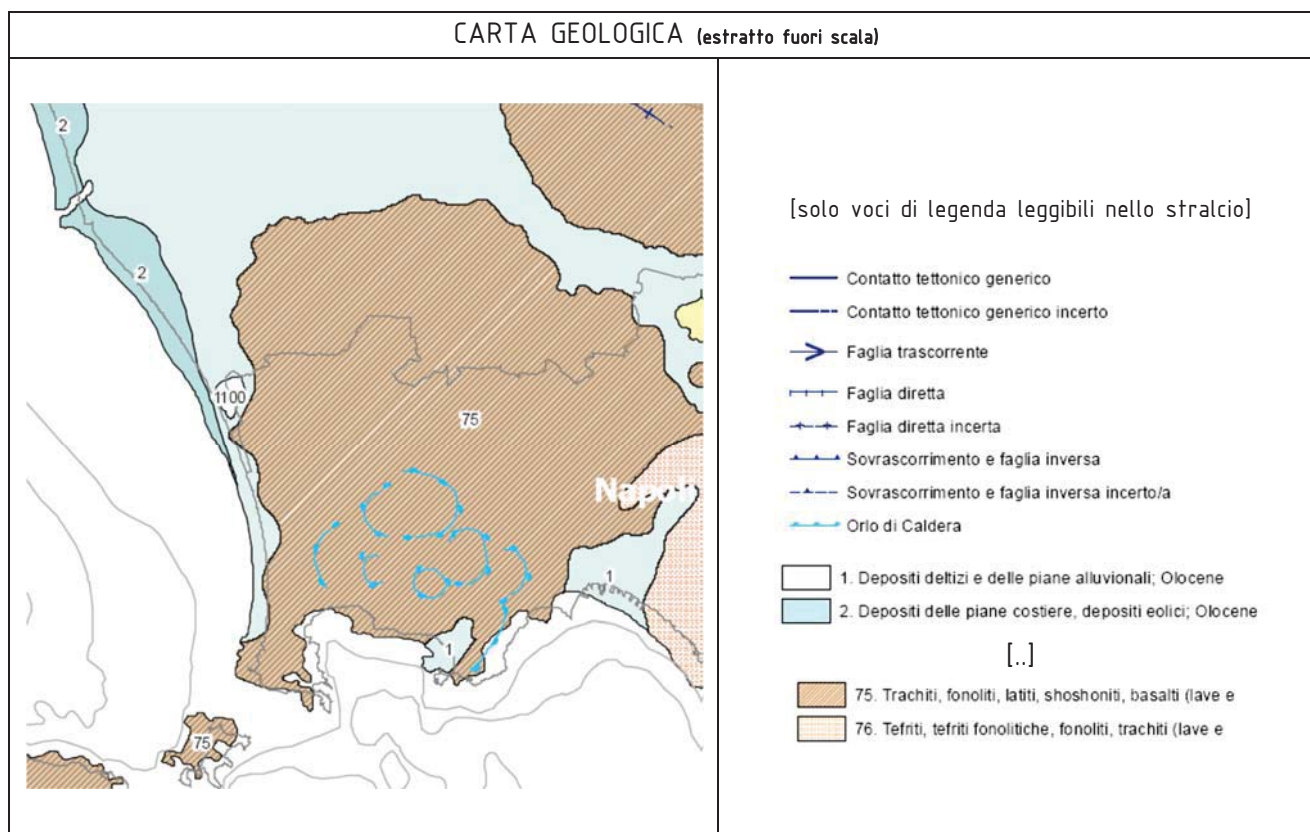 CARTA GEOLOGICA (estratto fuori scala)
2
2
1100
75
Napoli
1
1
75
[solo voci di legenda leggibili nello stralcio]
Contatto tettonico generico
Contatto tettonico generico incerto
Faglia trascorrente
Faglia diretta
Faglia diretta incerta
Sovrascorrimento e faglia inversa
Sovrascorrimento e faglia inversa incerto/a
Orlo di Caldera
1. Depositi deltizi e delle piane alluvionali; Olocene
2. Depositi delle piane costiere, depositi eolici; Olocene
[..]
75. Trachiti, fonoliti, latiti, shoshoniti, basalti (lave e
76. Tefriti, tefriti fonolitiche, fonoliti, trachiti (lave e